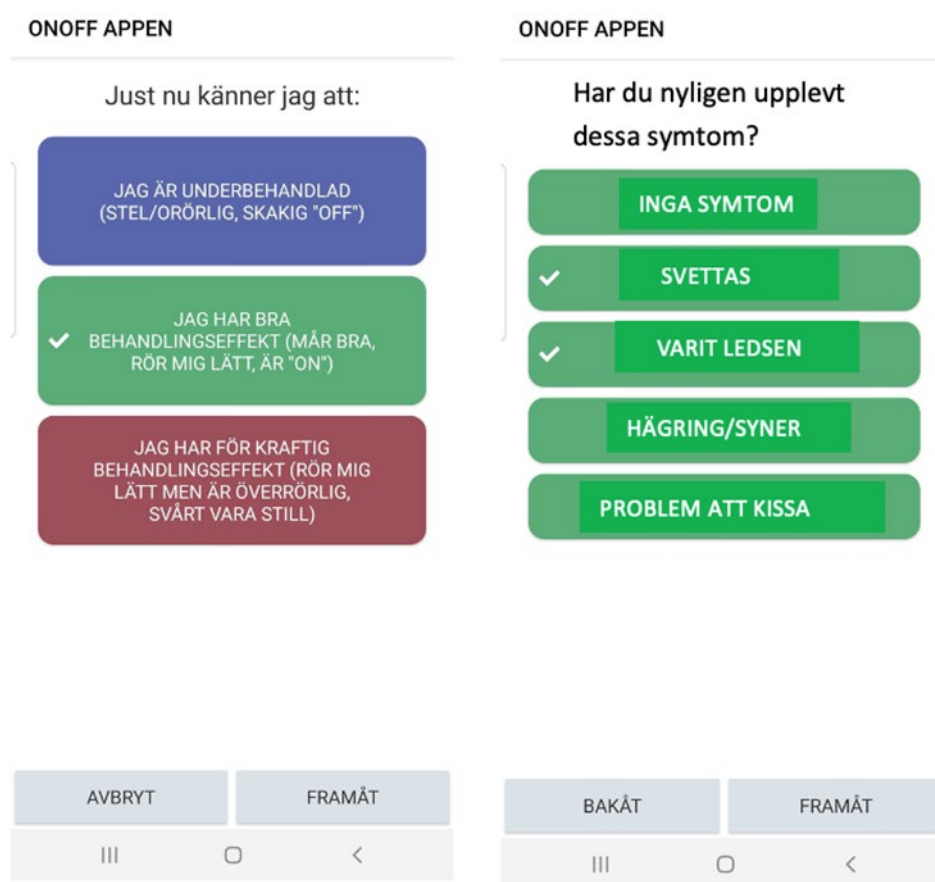 ONOFF APPEN
Just nu känner jag att:
JAG ÄR UNDERBEHANDLAD
(STEL/ORÖRLIG, SKAKIG "OFF")
JAG HAR BRA
BEHANDLINGSEFFEKT (MÅR BRA,
RÖR MIG LÄTT, ÄR "ON")
JAG HAR FÖR KRAFTIG
BEHANDLINGSEFFEKT (RÖR MIG
LÄTT MEN ÄR ÖVERRÖRLIG,
SVÅRT VARA STILL)
AVBRYT
FRAMÅT
ONOFF APPEN
Har du nyligen upplevt
dessa symtom?
INGA SYMTOM
SVETTAS
VARIT LEDSEN
HÄGRING/SYNER
PROBLEM ATT KISSA
BAKÅT
FRAMÅT